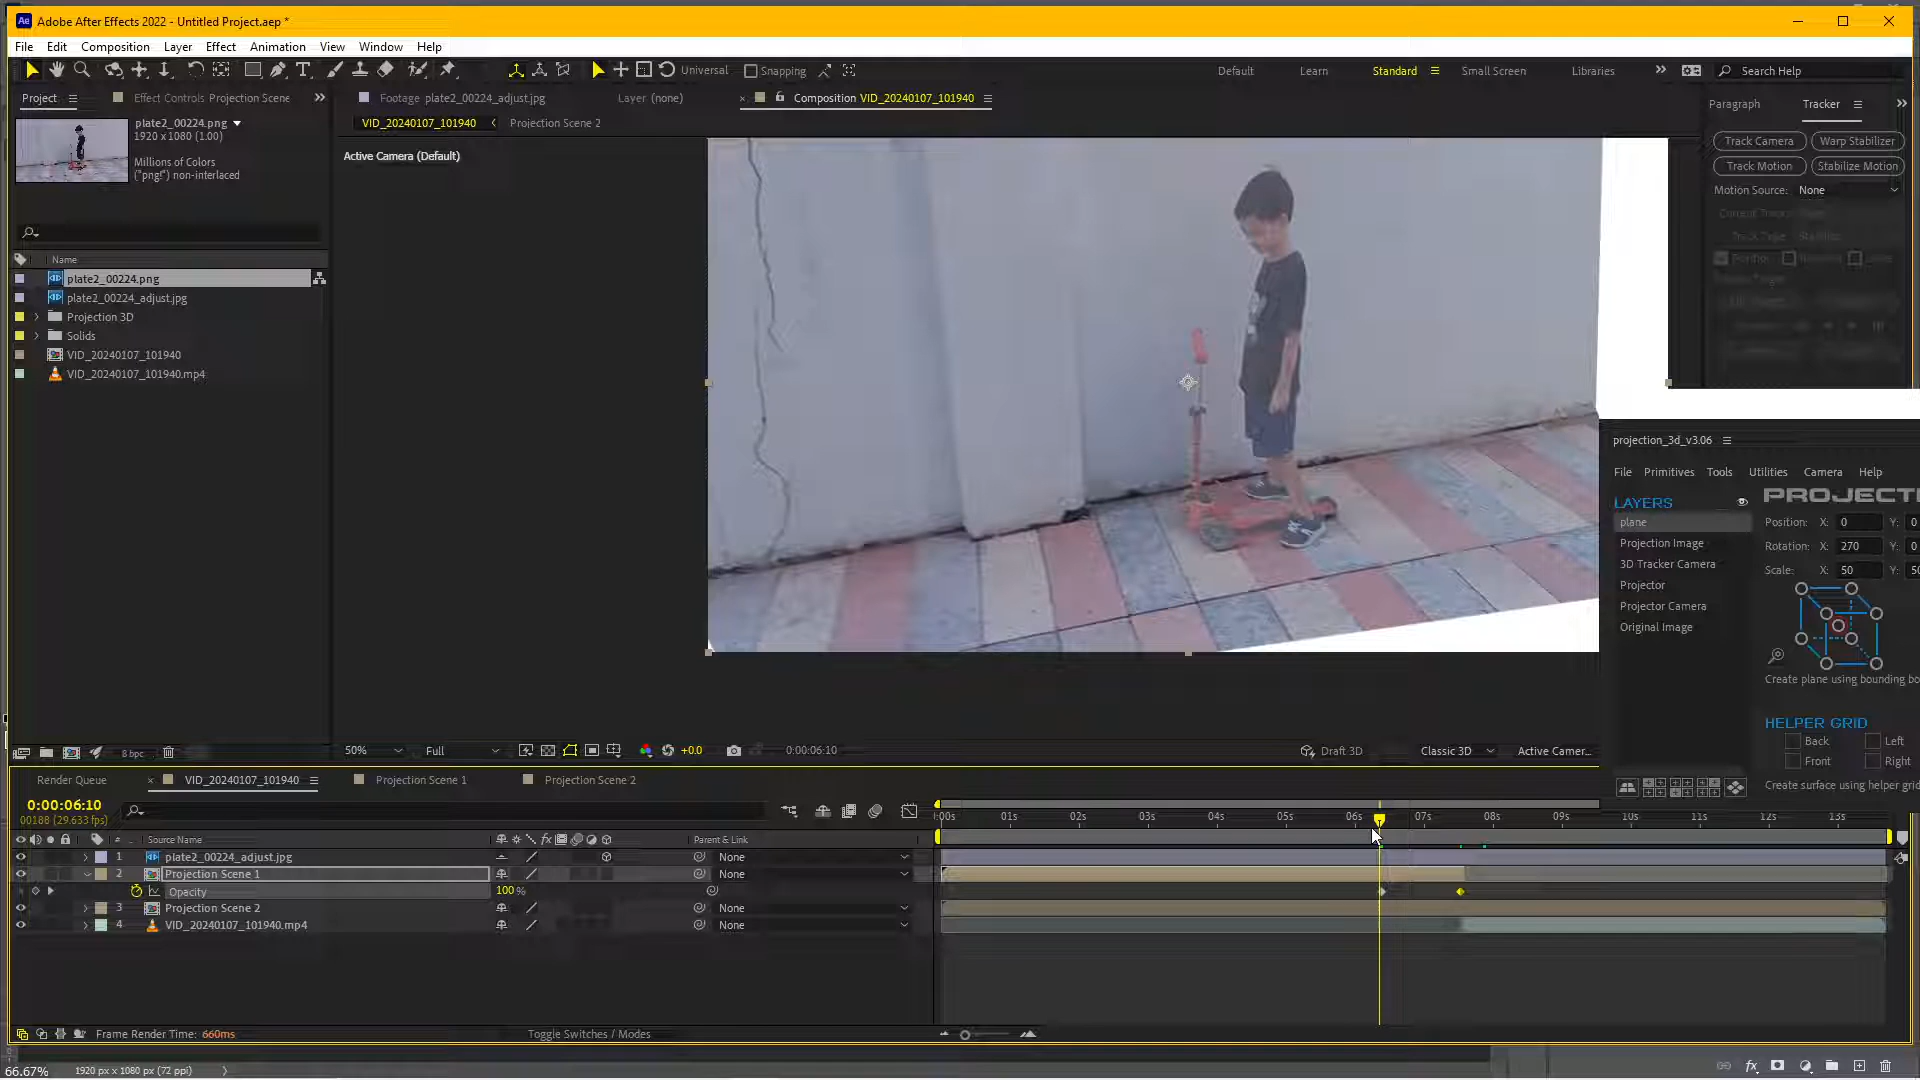 Adobe After Effects 2022 - Untitled Project.aep *
File Edit Composition Layer Effect Animation View Window Help
Universal Snapping Default Learn Standard Small Screen Libraries Search Help
Project Effect Controls Projection Scene Footage plate2_00224_adjust.jpg Layer (none) Composition VID_20240107_101940 Paragraph Tracker
VID_20240107_101940 Projection Scene 2
plate2_00224.png
1920 x 1080 (1.00)
Millions of Colors
("png!") non-interlaced
Active Camera (Default)
Track Camera Warp Stabilizer
Track Motion Stabilize Motion
Motion Source: None
Name
plate2_00224.png
plate2_00224_adjust.jpg
Projection 3D
Solids
VID_20240107_101940
VID_20240107_101940.mp4
projection_3d_v3.06
File Primitives Tools Utilities Camera Help
LAYERS PROJECT
plane
Projection Image
3D Tracker Camera
Projector
Projector Camera
Original Image
Position: X: 0 Y: 0
Rotation: X: 270 Y: 0
Scale: X: 50 Y: 50
Create plane using bounding bo
HELPER GRID
Back Left
Front Right
Create surface using helper grid
8 bpc
50% Full +0.0 0:00:06:10 Draft 3D Classic 3D Active Camer...
Render Queue VID_20240107_101940 Projection Scene 1 Projection Scene 2
0:00:06:10
00188 (29.633 fps)
:00s 01s 02s 03s 04s 05s 06s 07s 08s 09s 10s 11s 12s 13s
# Source Name Parent & Link
1 plate2_00224_adjust.jpg None
2 Projection Scene 1 None
Opacity 100 %
3 Projection Scene 2 None
4 VID_20240107_101940.mp4 None
Frame Render Time: 660ms Toggle Switches / Modes
66.67% 1920 px x 1080 px (72 ppi)